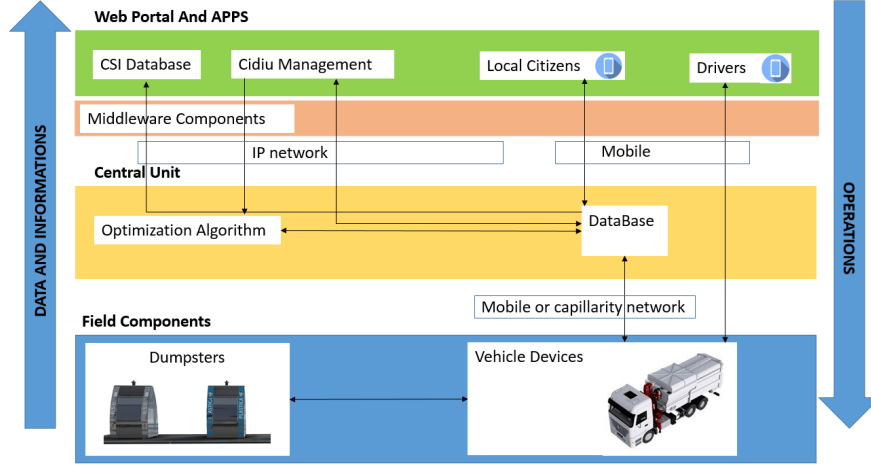 Web Portal And APPS
CSI Database
Cidiu Management
Local Citizens
Drivers
Middleware Components
IP network
Mobile
Central Unit
Optimization Algorithm
DataBase
Mobile or capillarity network
Field Components
Dumpsters
Vehicle Devices
DATA AND INFORMATIONS
OPERATIONS